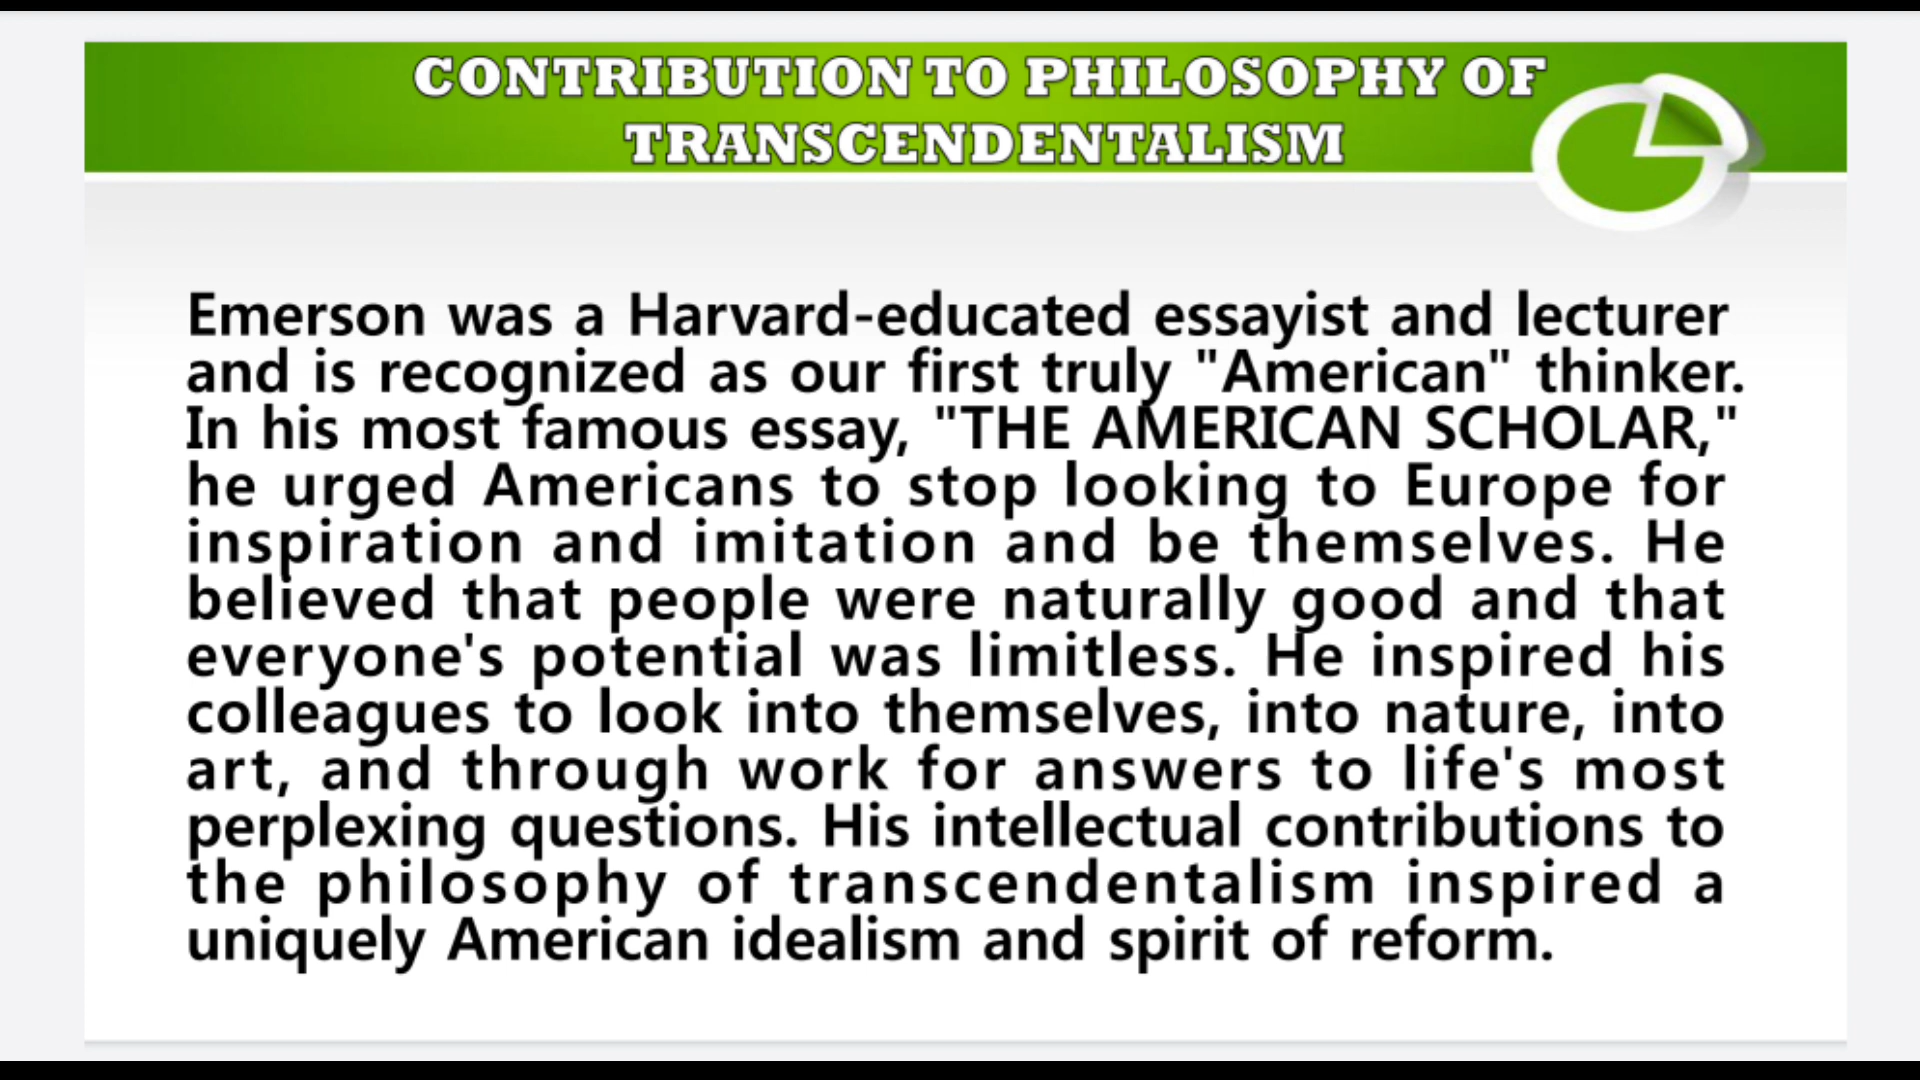 CONTRIBUTION TO PHILOSOPHY OF
TRANSCENDENTALISM
Emerson was a Harvard-educated essayist and lecturer
and is recognized as our first truly "American" thinker.
In his most famous essay, "THE AMERICAN SCHOLAR,"
he urged Americans to stop looking to Europe for
inspiration and imitation and be themselves. He
believed that people were naturally good and that
everyone's potential was limitless. He inspired his
colleagues to look into themselves, into nature, into
art, and through work for answers to life's most
perplexing questions. His intellectual contributions to
the philosophy of transcendentalism inspired a
uniquely American idealism and spirit of reform.